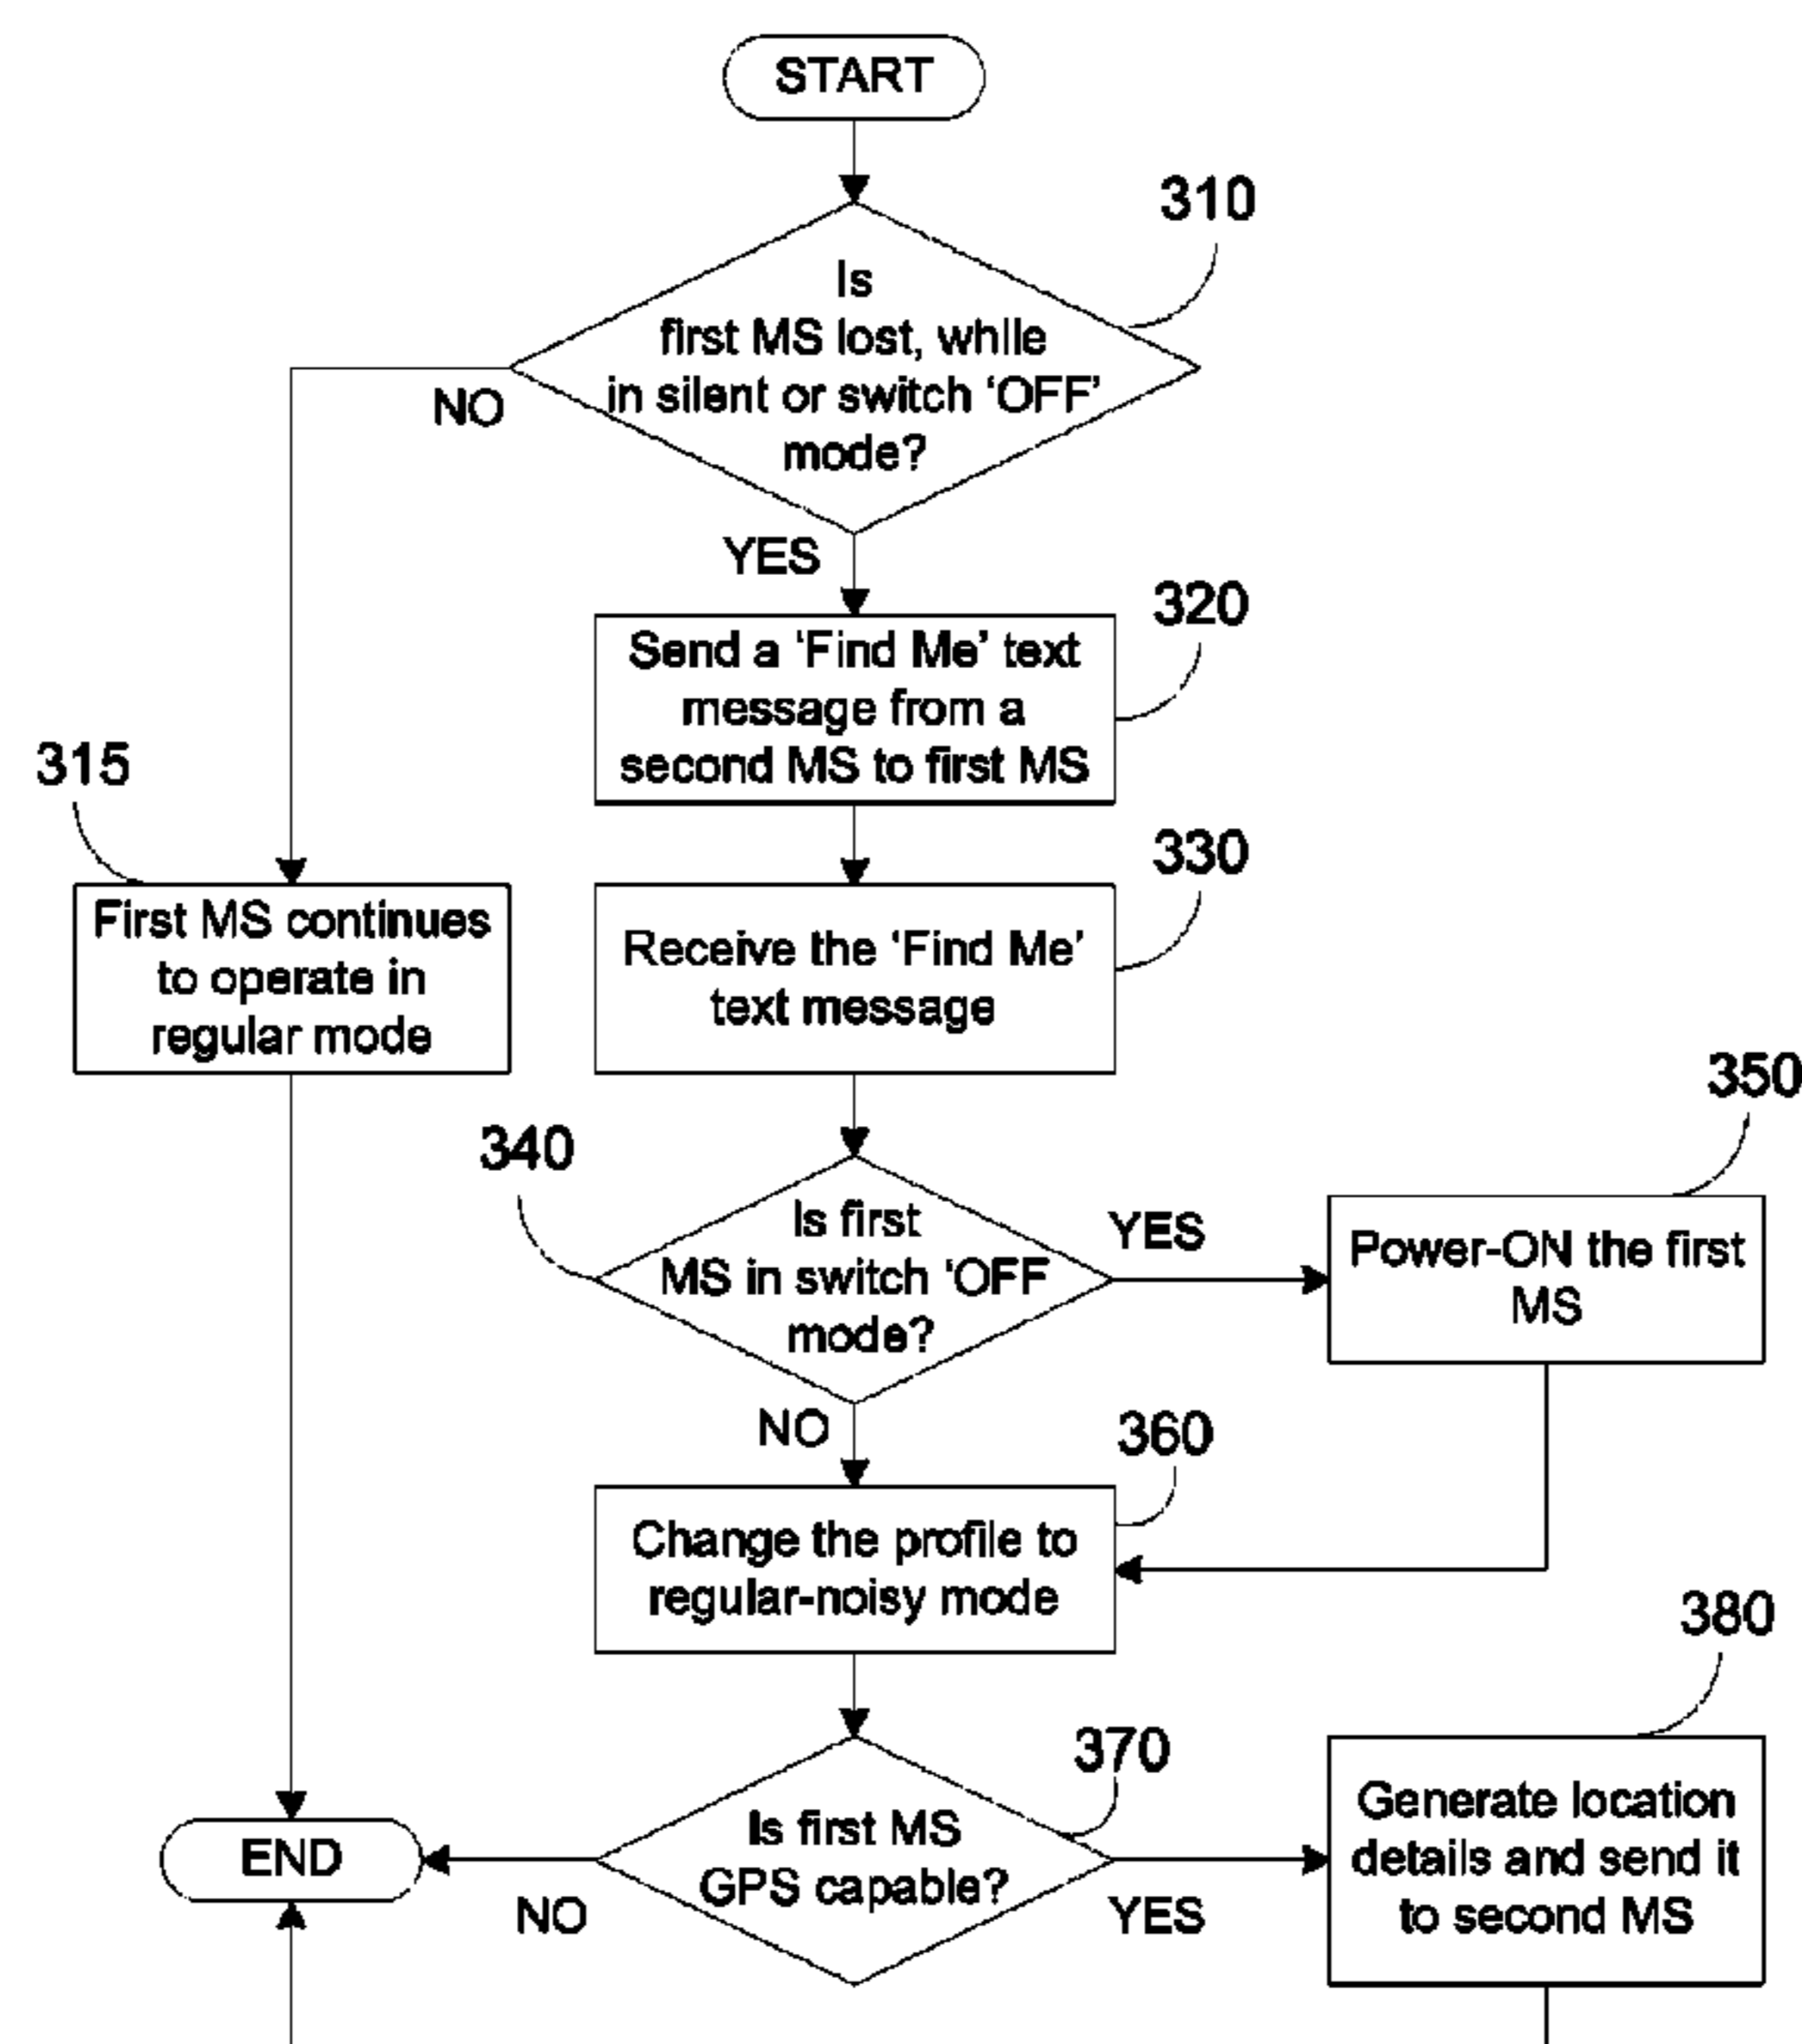 START
310
Is
first MS lost, while
in silent or switch ‘OFF’
mode?
NO
YES
320
Send a ‘Find Me’ text
message from a
second MS to first MS
315
330
First MS continues
to operate in
regular mode
Receive the ‘Find Me’
text message
350
340
Is first
MS in switch ‘OFF
mode?
YES
Power-ON the first
MS
NO
360
Change the profile to
regular-noisy mode
380
370
Is first MS
GPS capable?
Generate location
details and send it
to second MS
END
NO
YES